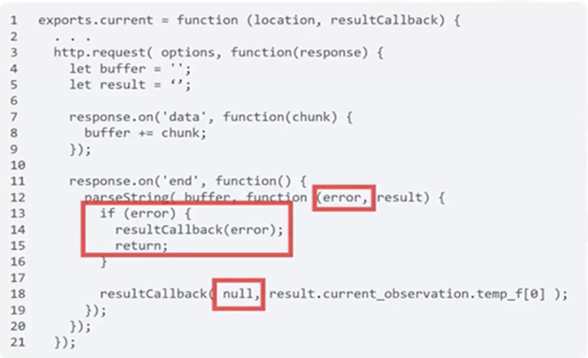 1 exports.current = function (location, resultCallback) {
2 . . .
3 http.request( options, function(response) {
4 let buffer = '';
5 let result = ‘’;
6
7 response.on('data', function(chunk) {
8 buffer += chunk;
9 });
10
11 response.on('end', function() {
12 parseString( buffer, function (error, result) {
13 if (error) {
14 resultCallback(error);
15 return;
16 }
17
18 resultCallback( null, result.current_observation.temp_f[0] );
19 });
20 });
21 });